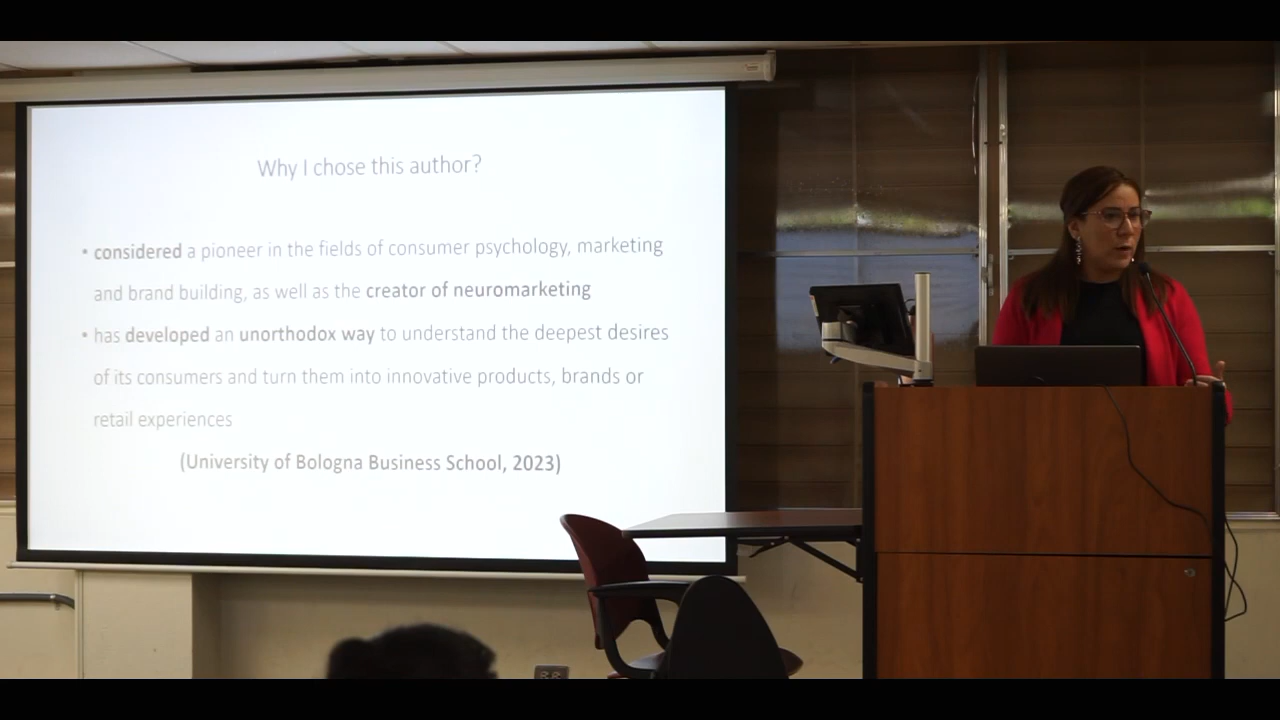 Why I chose this author?
• considered a pioneer in the fields of consumer psychology, marketing
and brand building, as well as the creator of neuromarketing
• has developed an unorthodox way to understand the deepest desires
of its consumers and turn them into innovative products, brands or
retail experiences
(University of Bologna Business School, 2023)